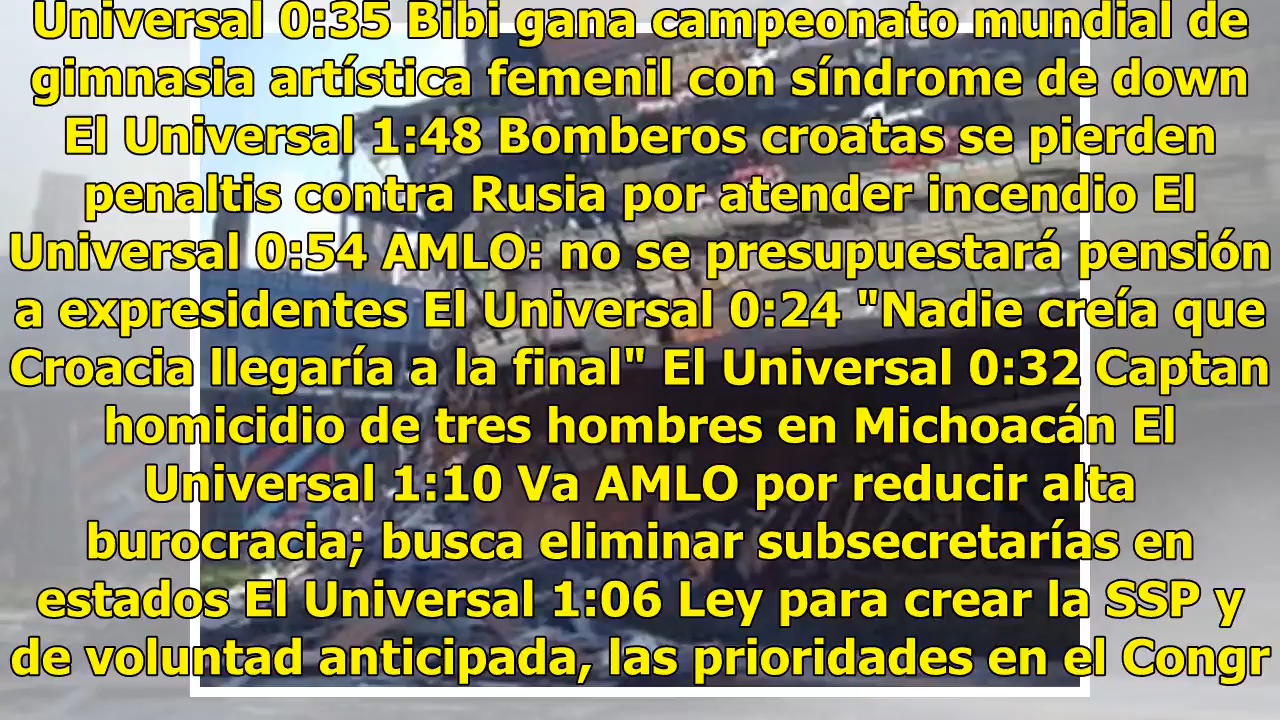 Universal 0:35 Bibi gana campeonato mundial de
gimnasia artística femenil con síndrome de down
El Universal 1:48 Bomberos croatas se pierden
penaltis contra Rusia por atender incendio El
Universal 0:54 AMLO: no se presupuestará pensión
a expresidentes El Universal 0:24 "Nadie creía que
Croacia llegaría a la final" El Universal 0:32 Captan
homicidio de tres hombres en Michoacán El
Universal 1:10 Va AMLO por reducir alta
burocracia; busca eliminar subsecretarías en
estados El Universal 1:06 Ley para crear la SSP y
de voluntad anticipada, las prioridades en el Congr